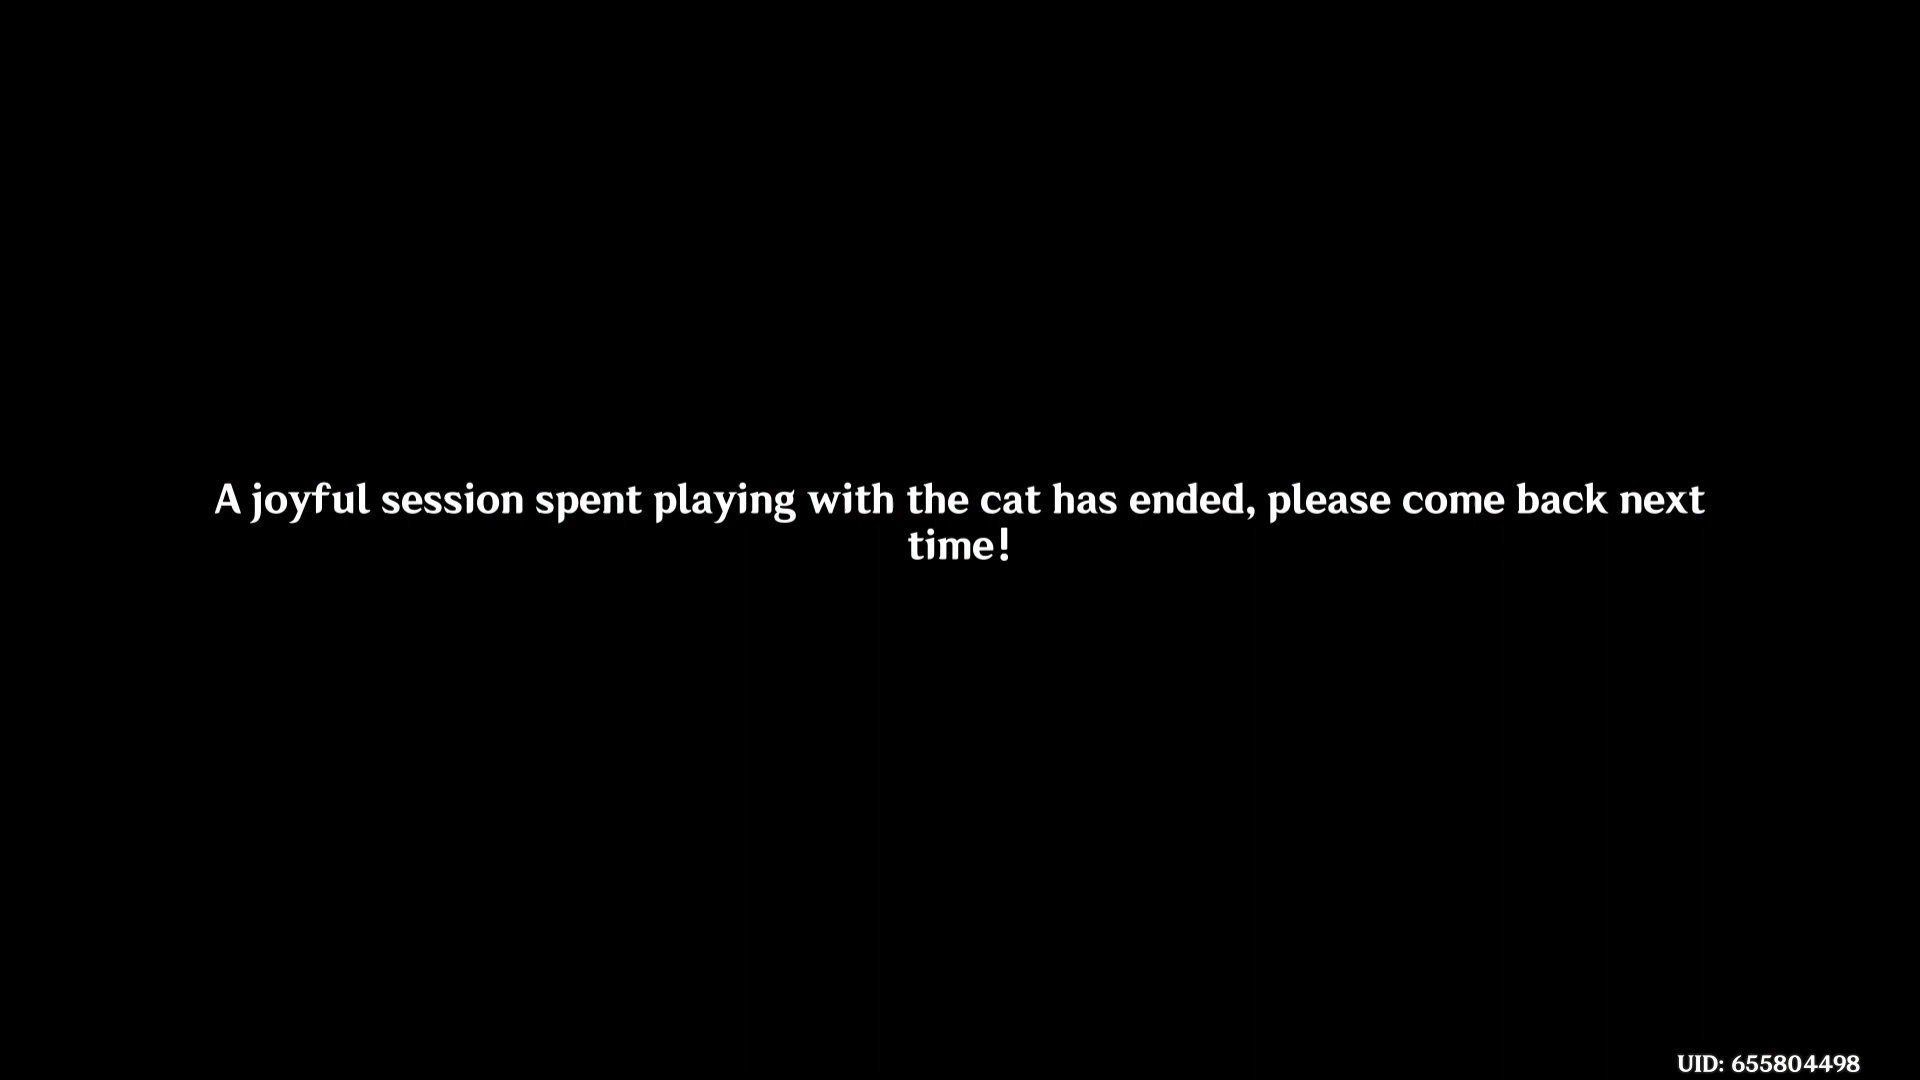 A joyful session spent playing with the cat has ended, please come back next
time!
UID: 655804498